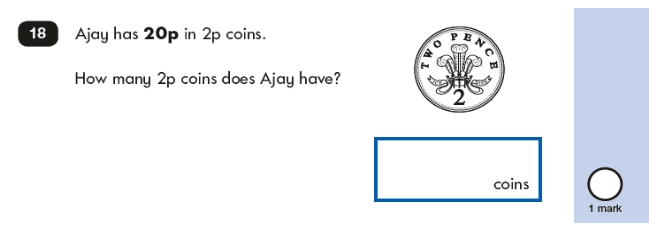 18 Ajay has 20p in 2p coins.
How many 2p coins does Ajay have?
TWO PENCE
2
coins
1 mark